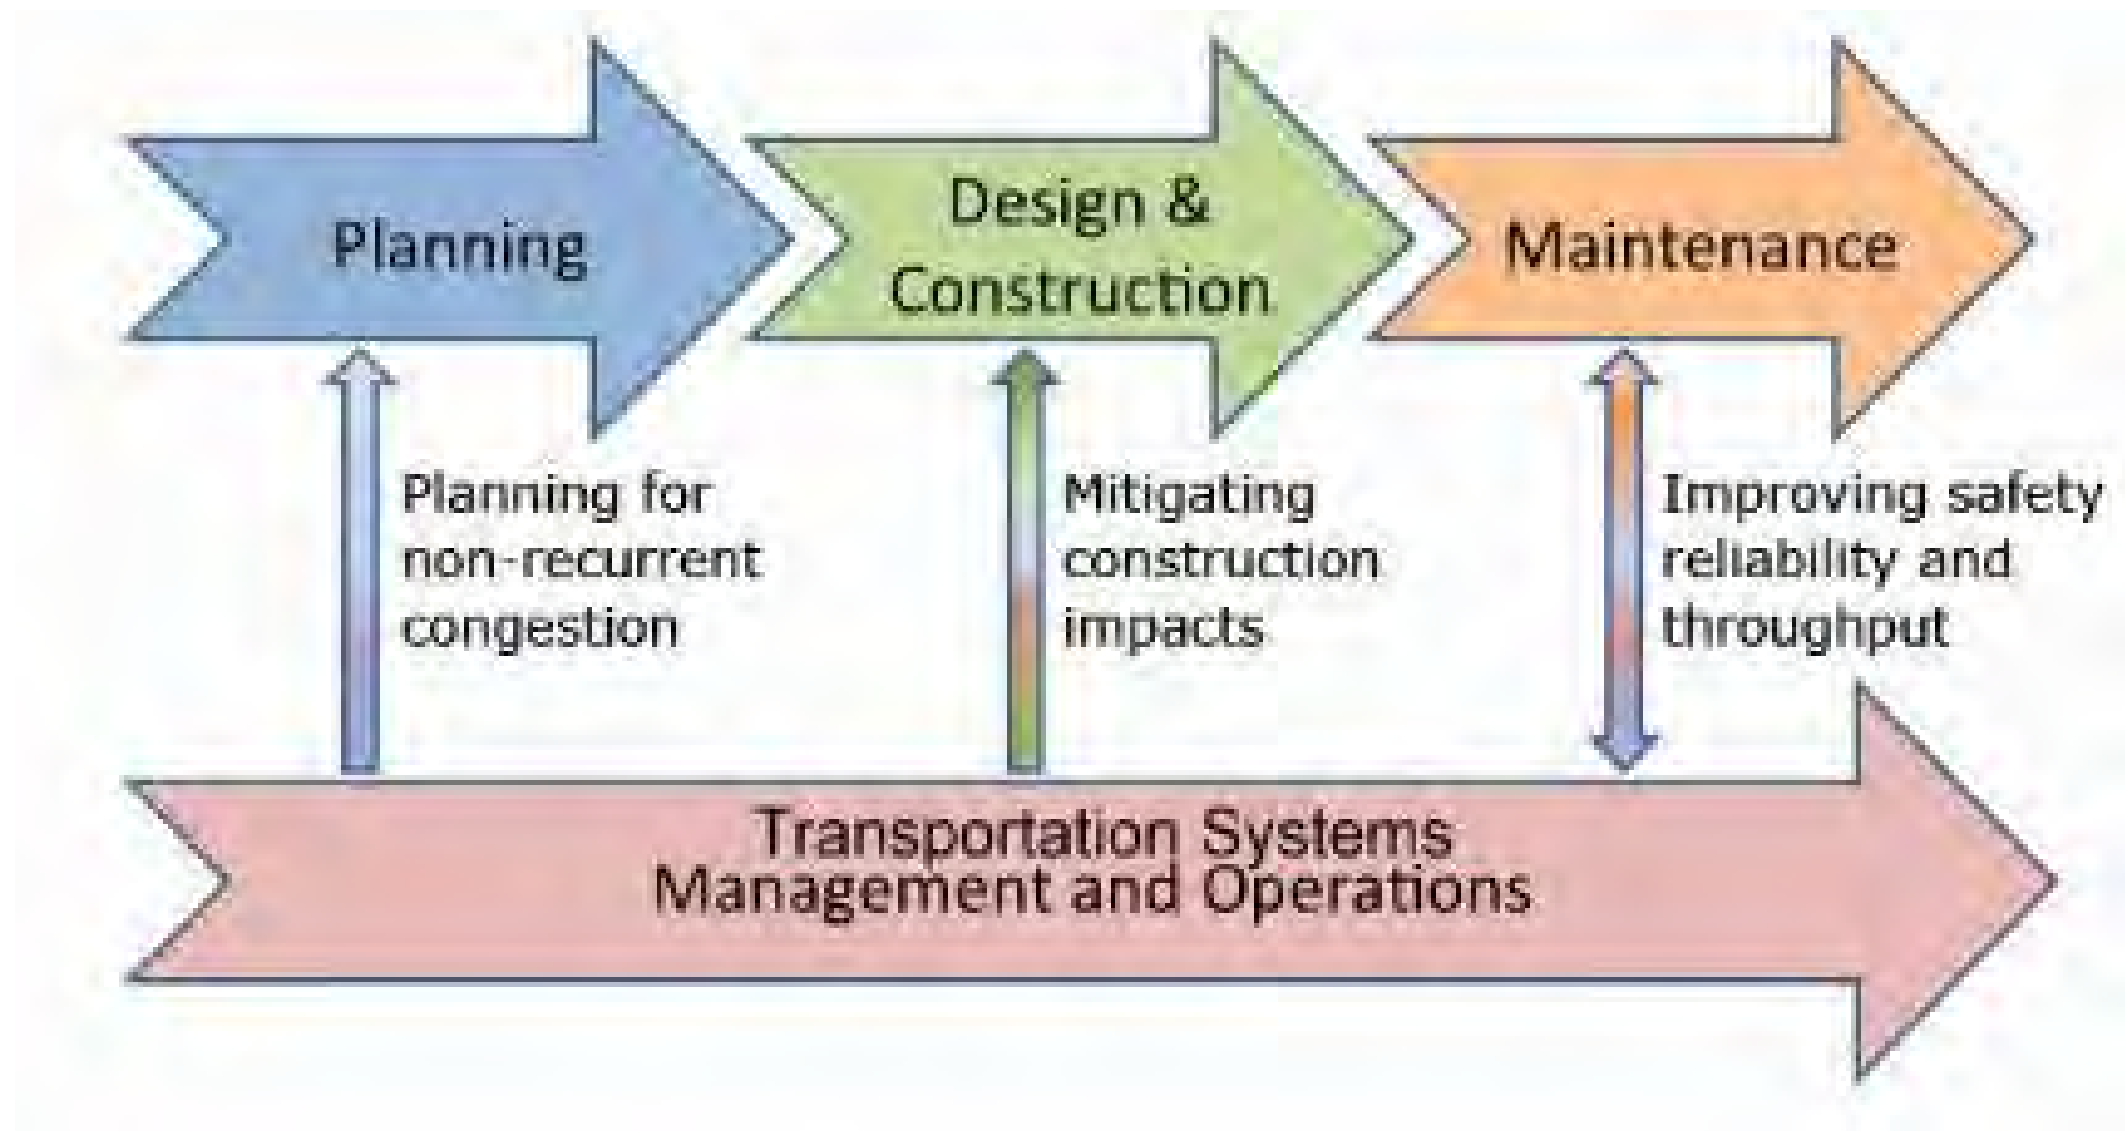 Planning
Design &
Construction
Maintenance
Planning for
non-recurrent
congestion
Mitigating
construction
impacts
Improving safety
reliability and
throughput
Transportation Systems
Management and Operations